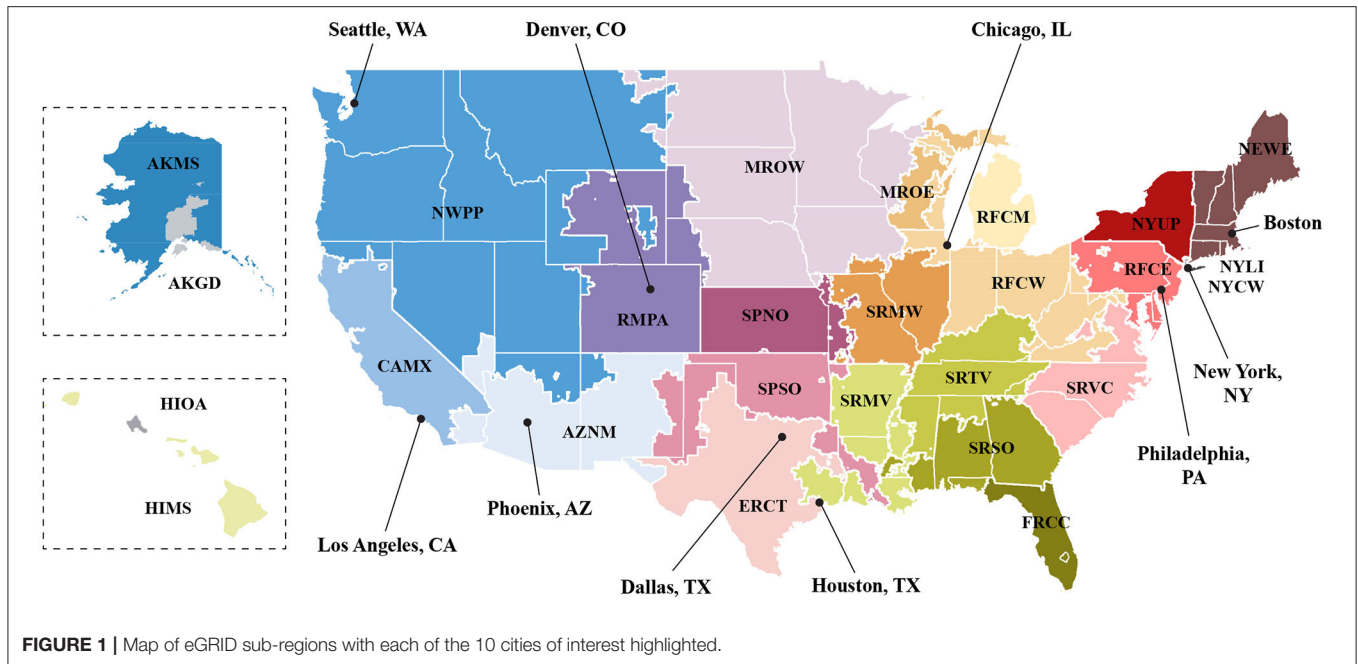 Seattle, WA
Denver, CO
Chicago, IL
AKMS
AKGD
NWPP
MROW
MROE
RFCM
NEWE
NYUP
Boston
RFCE
NYLI
NYCW
RFCW
RMPA
SPNO
SRMW
CAMX
HIOA
HIMS
SPSO
SRMV
SRTV
SRVC
New York,
NY
AZNM
SRSO
Philadelphia,
PA
Phoenix, AZ
ERCT
FRCC
Los Angeles, CA
Dallas, TX
Houston, TX
FIGURE 1 | Map of eGRID sub-regions with each of the 10 cities of interest highlighted.